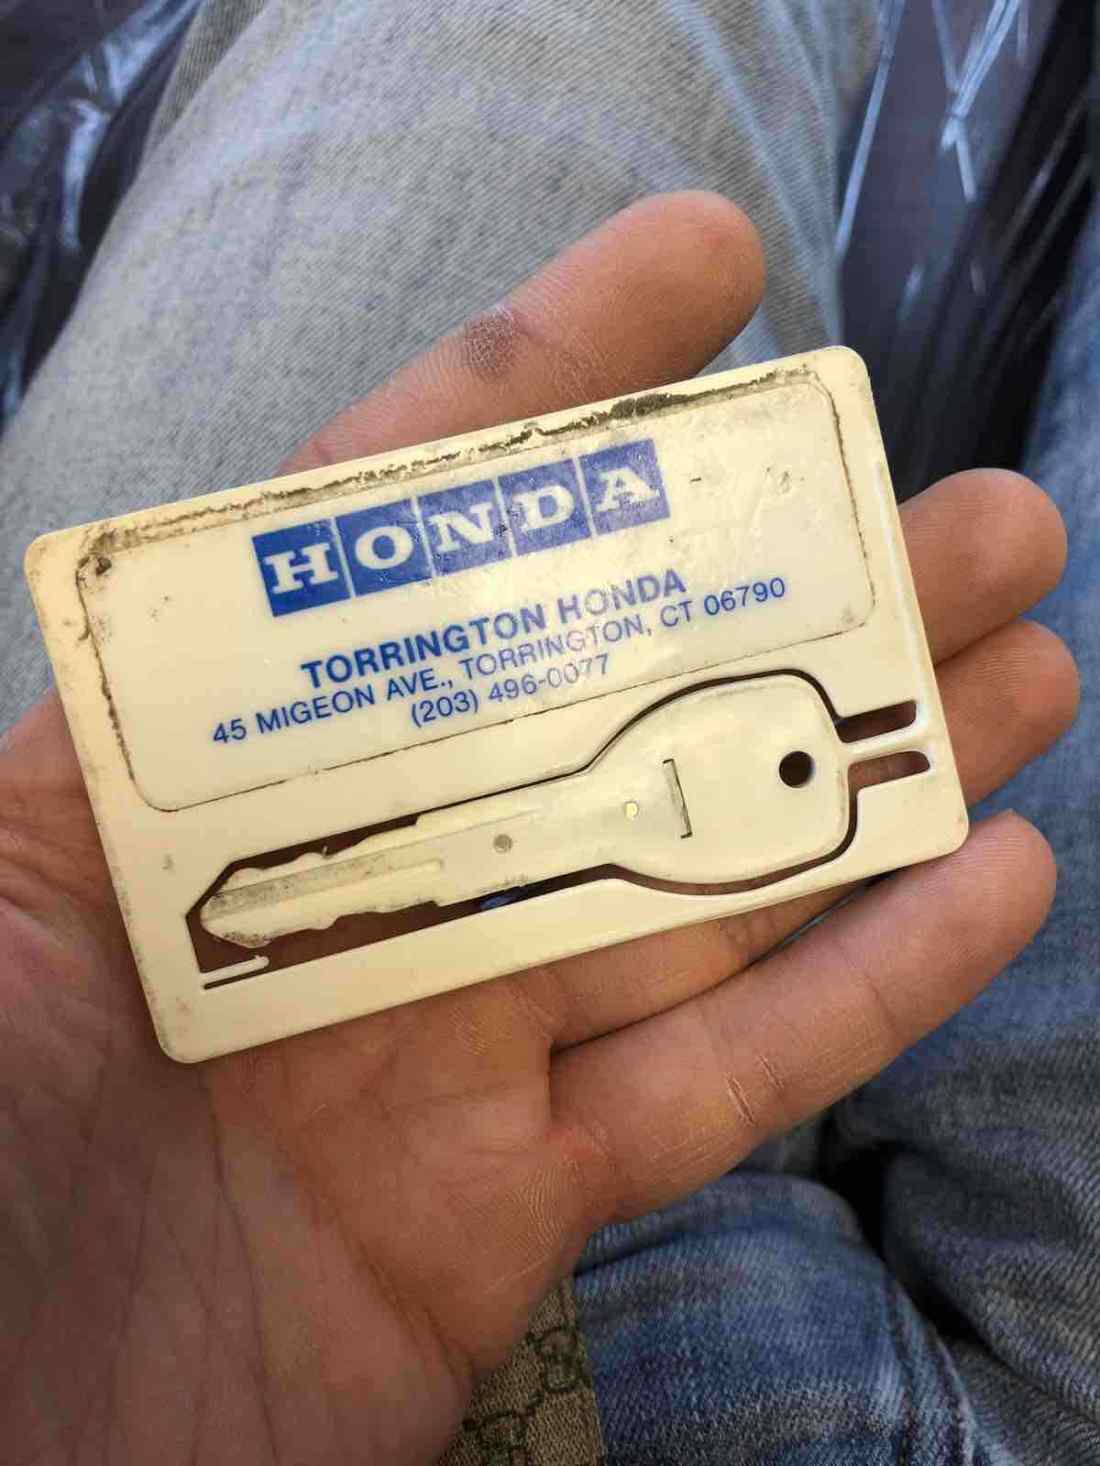 HONDA
TORRINGTON HONDA
45 MIGEON AVE., TORRINGTON, CT 06790
(203) 496-0077